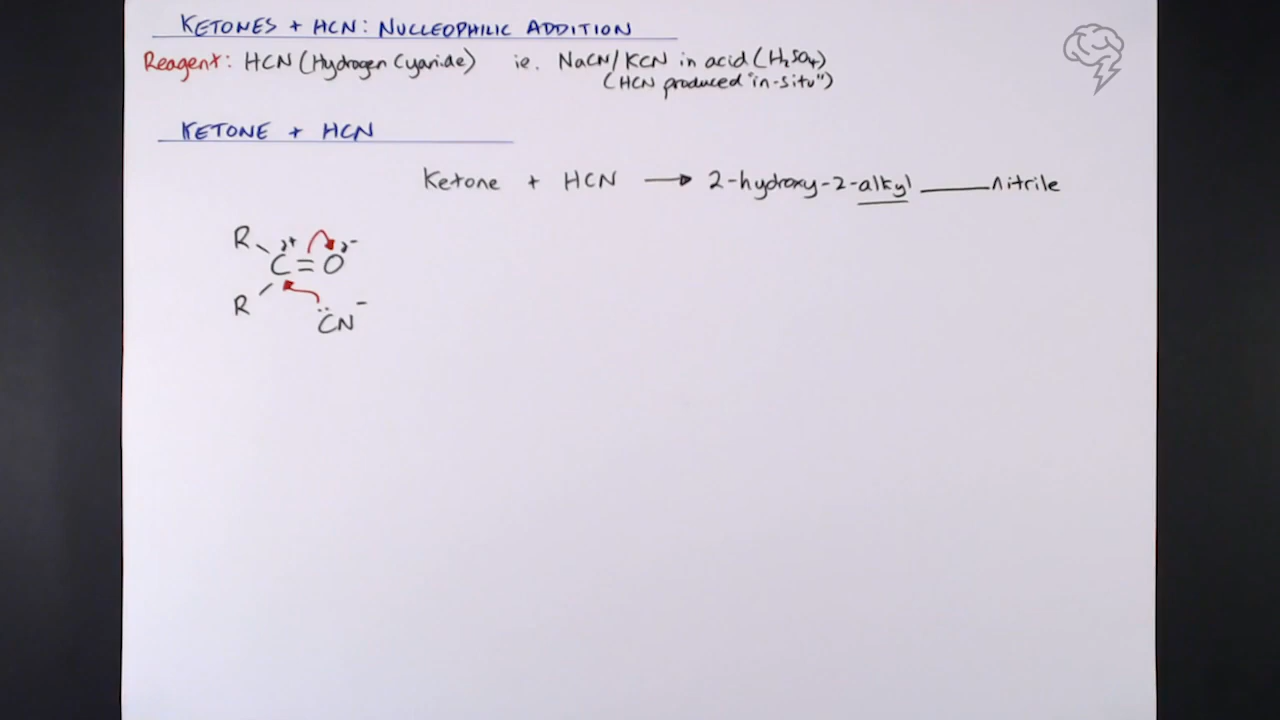 KETONES + HCN: NUCLEOPHILIC ADDITION
Reagent: HCN (Hydrogen Cyanide) ie. NaCN/KCN in acid (H₂SO₄)
(HCN produced "in-situ")
KETONE + HCN
Ketone + HCN → 2-hydroxy-2-alkyl ______nitrile
R
δ+ δ-
C=O
R
:CN⁻